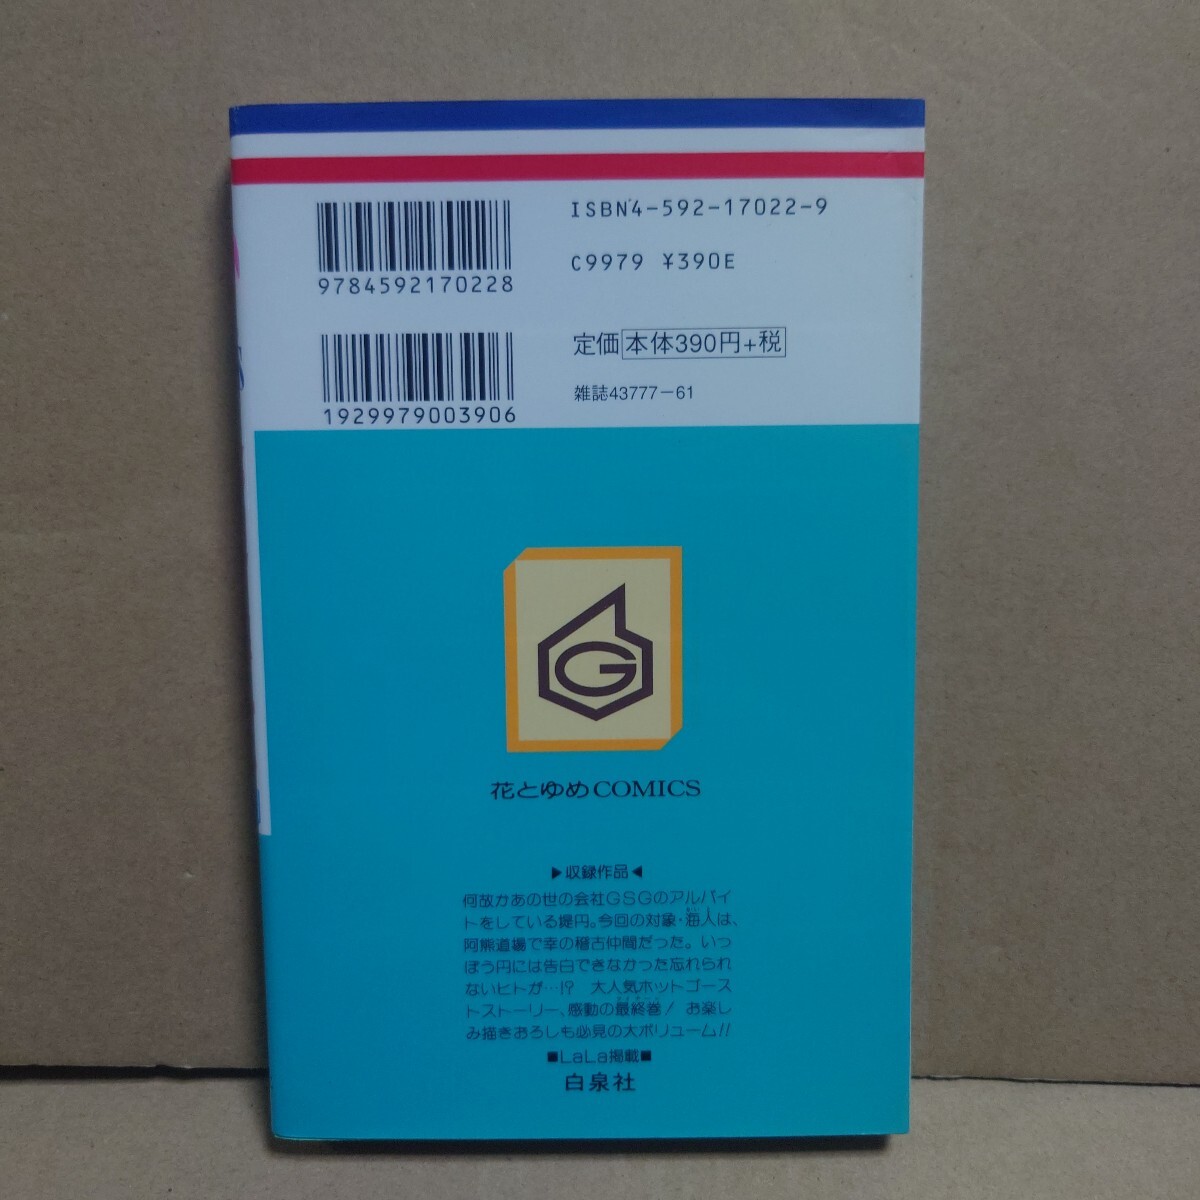 ISBN4-592-17022-9
C9979 ¥390E
9784592170228
定価 本体390円+税
雑誌43777-61
1929979003906
G
花とゆめCOMICS
▶収録作品◀
何故かあの世の会社GSGのアルバイ
トをしている提円。今回の対象・海人は、
阿熊道場で幸の稽古仲間だった。いっ
ぽう円には告白できなかった忘れられ
ないヒトが…!? 大人気ホットゴース
トストーリー、感動の最終巻! お楽し
み描きおろしも必見の大ボリューム!!
■LaLa掲載■
白泉社